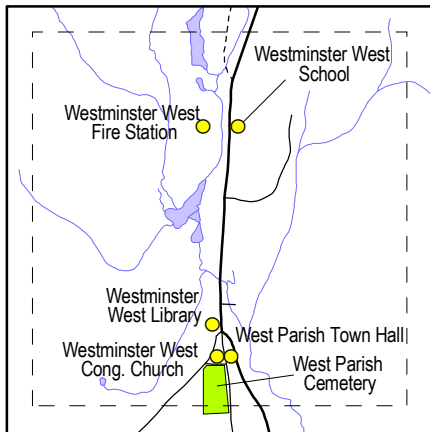 Westminster West
School
Westminster West
Fire Station
Westminster
West Library
West Parish Town Hall
Westminster West
Cong. Church
West Parish
Cemetery